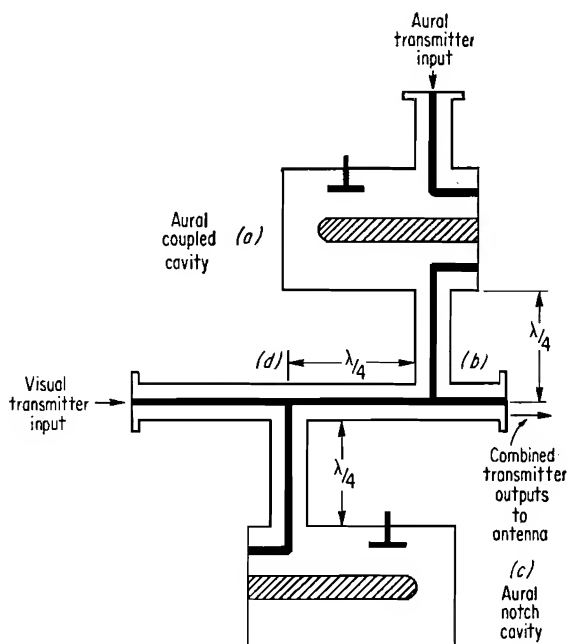 Aural
transmitter
input
Aural
coupled
cavity
(a)
λ/4
(d)
λ/4
(b)
Visual
transmitter
input
λ/4
Combined
transmitter
outputs
to
antenna
(c)
Aural
notch
cavity